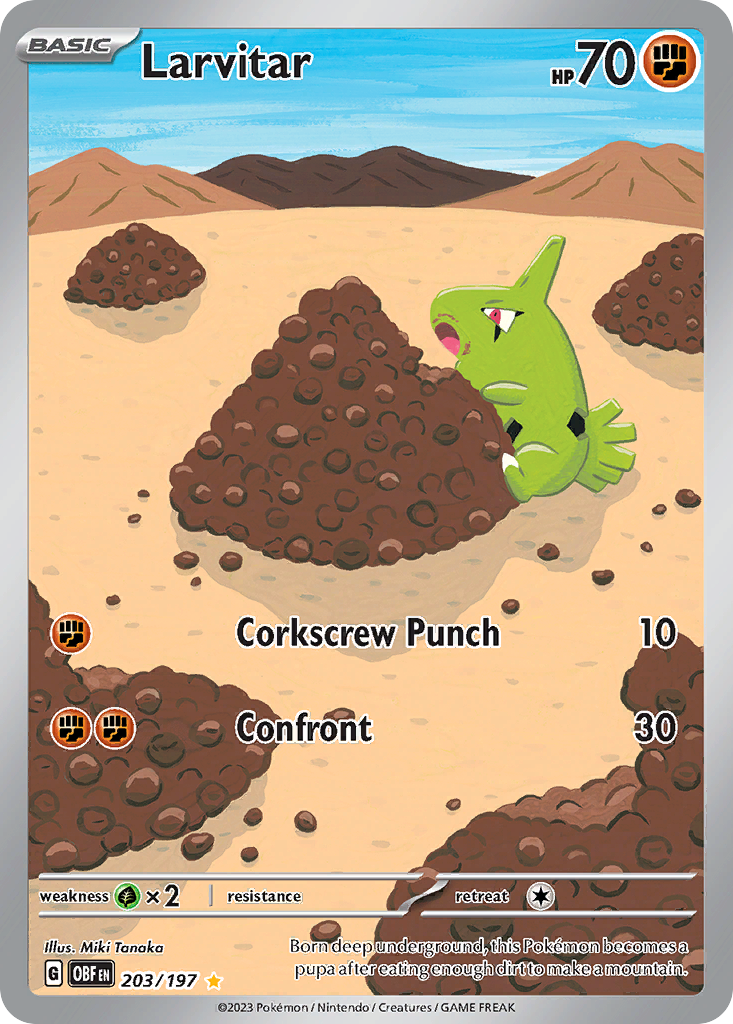 BASIC
Larvitar
HP 70
Corkscrew Punch 10
Confront 30
weakness ×2 resistance retreat
Illus. Miki Tanaka
Born deep underground, this Pokémon becomes a
pupa after eating enough dirt to make a mountain.
G OBF EN 203/197
©2023 Pokémon / Nintendo / Creatures / GAME FREAK